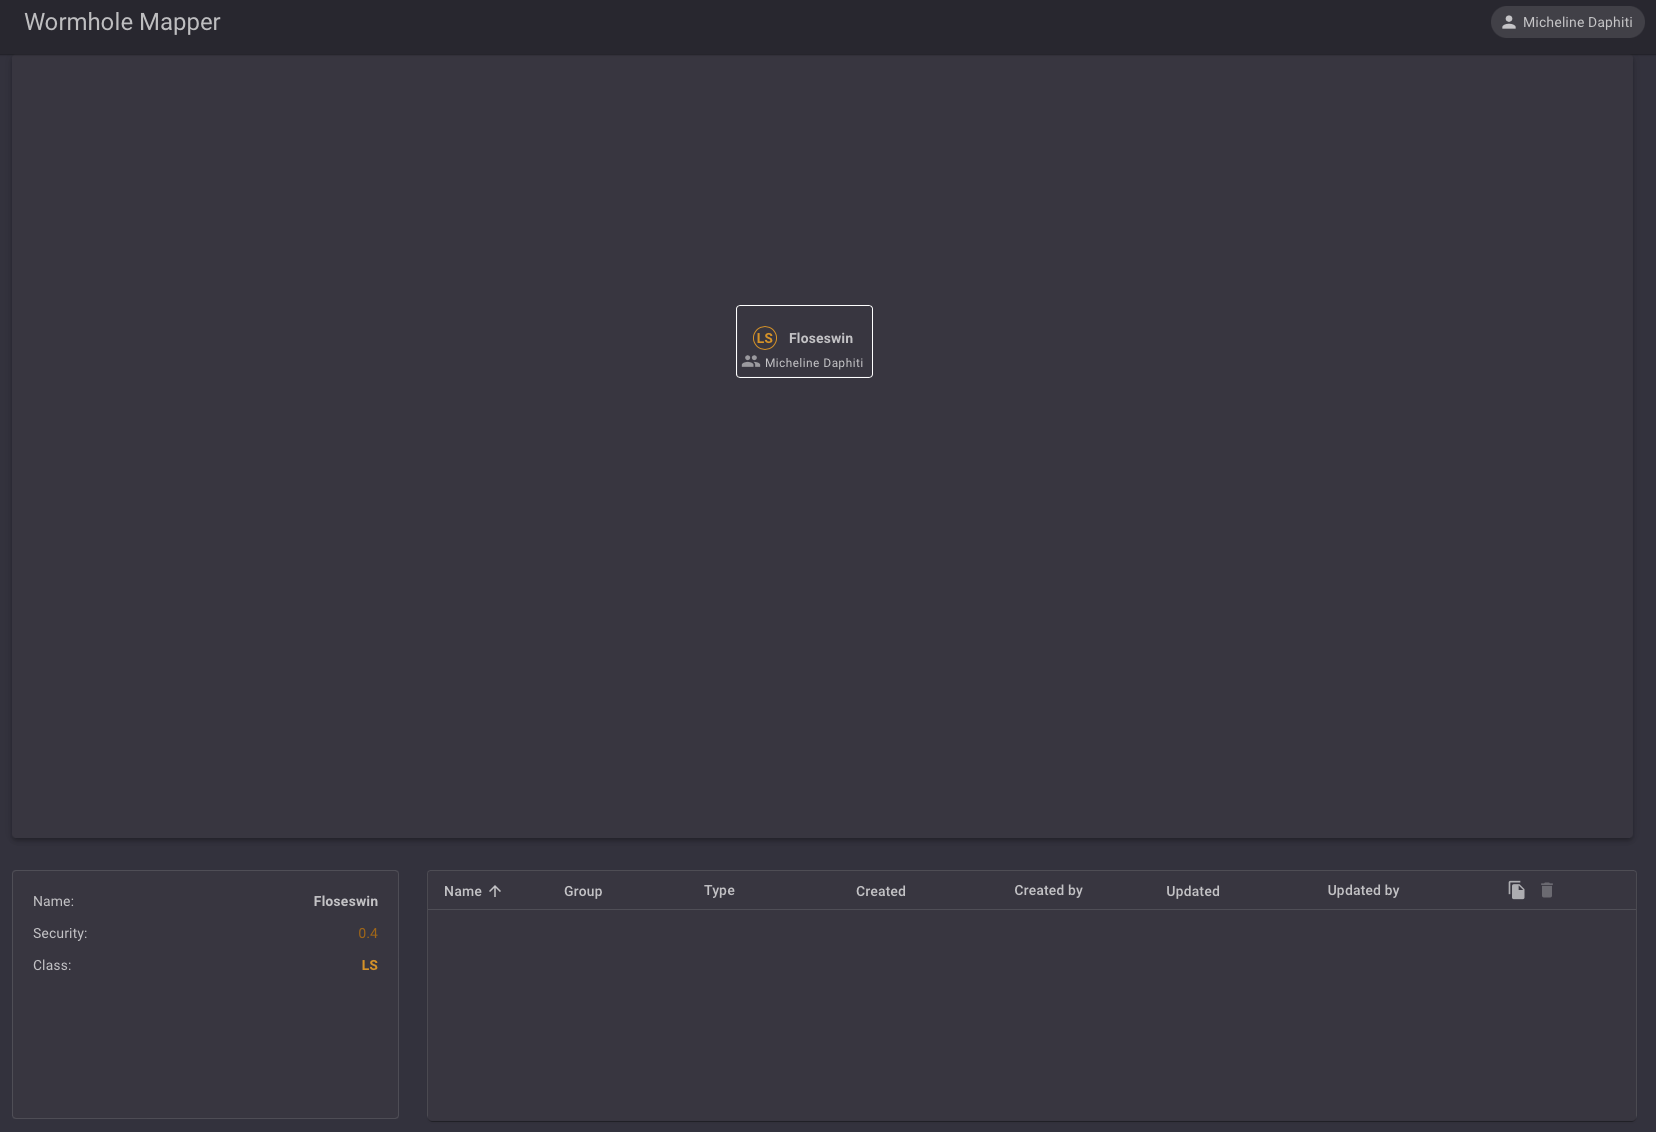 Wormhole Mapper
Micheline Daphiti
LS Floseswin
Micheline Daphiti
Name: Floseswin
Security: 0.4
Class: LS
Name Group Type Created Created by Updated Updated by